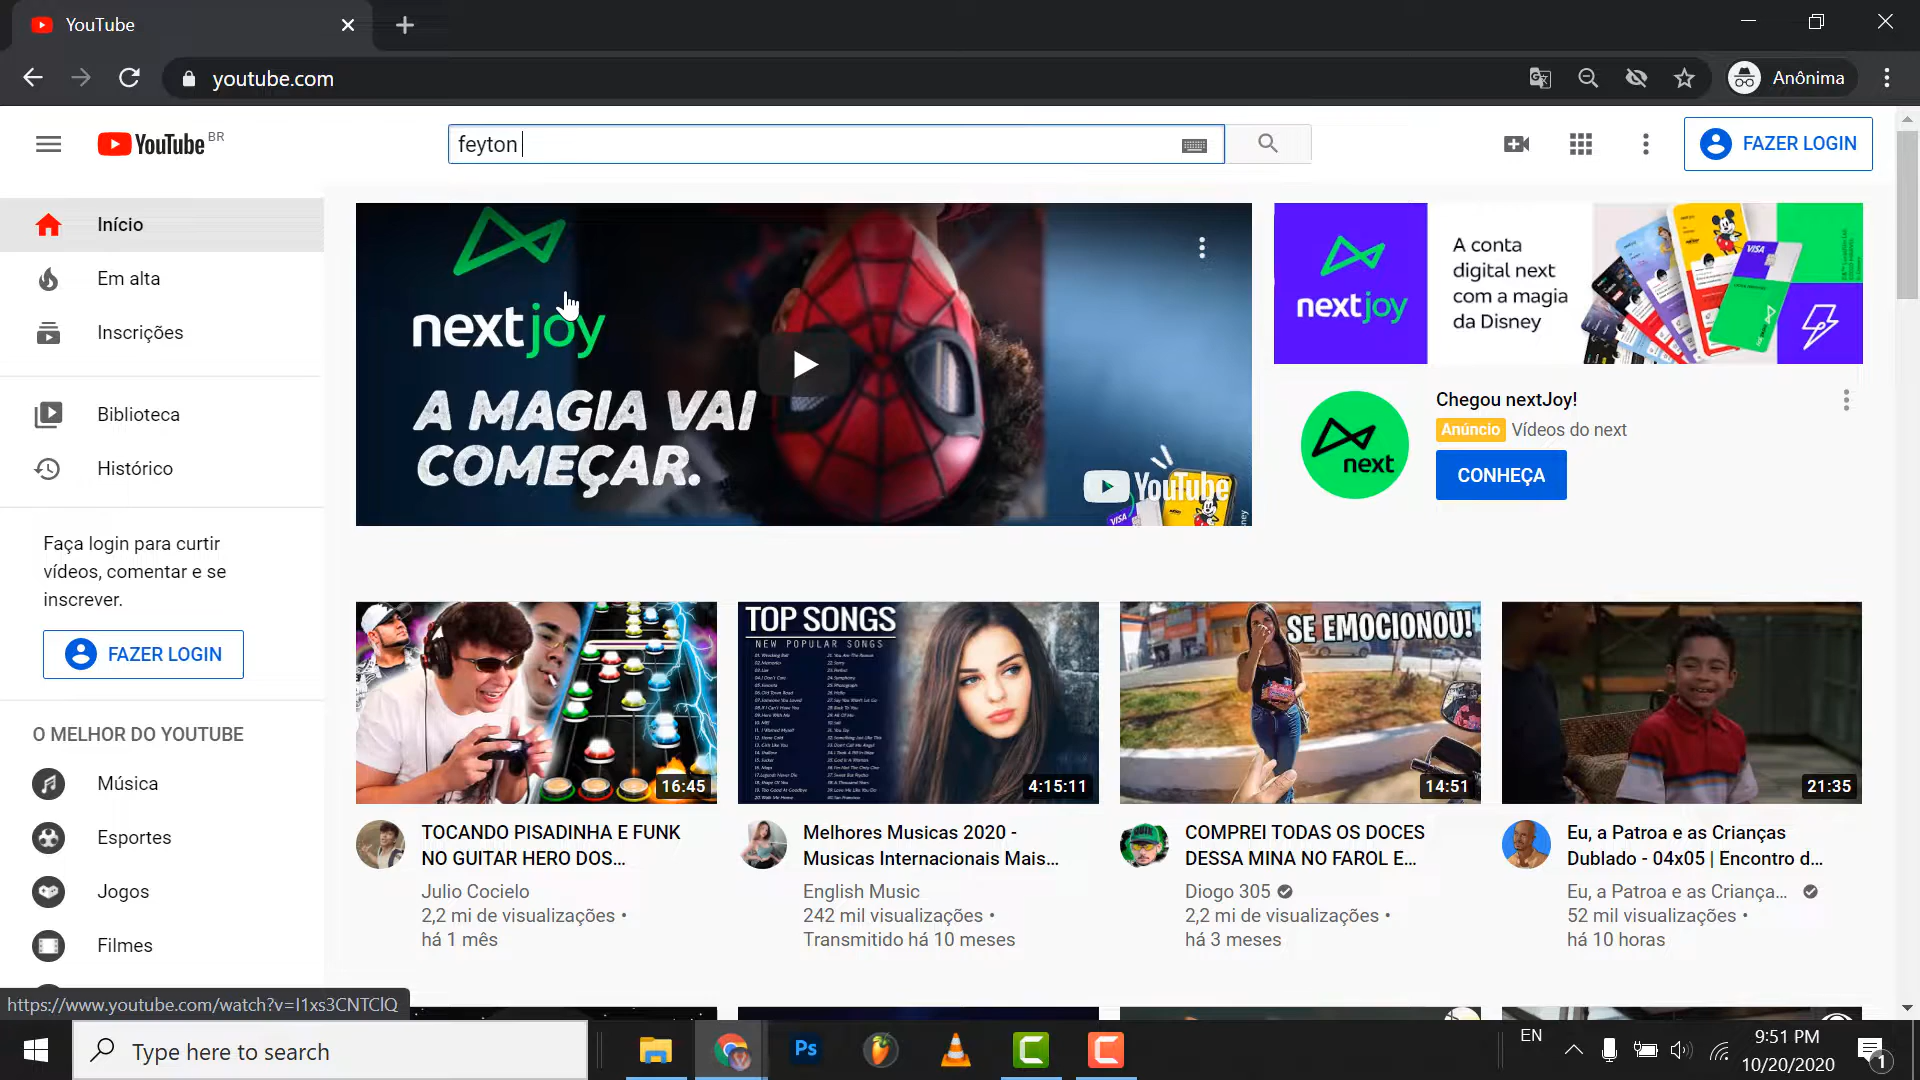 YouTube
youtube.com
Anônima
YouTube BR
feyton
FAZER LOGIN
Início
Em alta
Inscrições
Biblioteca
Histórico
Faça login para curtir
vídeos, comentar e se
inscrever.
FAZER LOGIN
O MELHOR DO YOUTUBE
Música
Esportes
Jogos
Filmes
nextjoy
A MAGIA VAI
COMEÇAR.
YouTube
VISA
nextjoy
A conta
digital next
com a magia
da Disney
VISA
next
Chegou nextJoy!
Anúncio Vídeos do next
CONHEÇA
16:45
TOCANDO PISADINHA E FUNK
NO GUITAR HERO DOS...
Julio Cocielo
2,2 mi de visualizações •
há 1 mês
TOP SONGS
NEW POPULAR SONGS
4:15:11
Melhores Musicas 2020 -
Musicas Internacionais Mais...
English Music
242 mil visualizações •
Transmitido há 10 meses
SE EMOCIONOU!
14:51
COMPREI TODAS OS DOCES
DESSA MINA NO FAROL E...
Diogo 305
2,2 mi de visualizações •
há 3 meses
21:35
Eu, a Patroa e as Crianças
Dublado - 04x05 | Encontro d...
Eu, a Patroa e as Criança...
52 mil visualizações •
há 10 horas
https://www.youtube.com/watch?v=I1xs3CNTClQ
Type here to search
Ps
EN
9:51 PM
10/20/2020
1